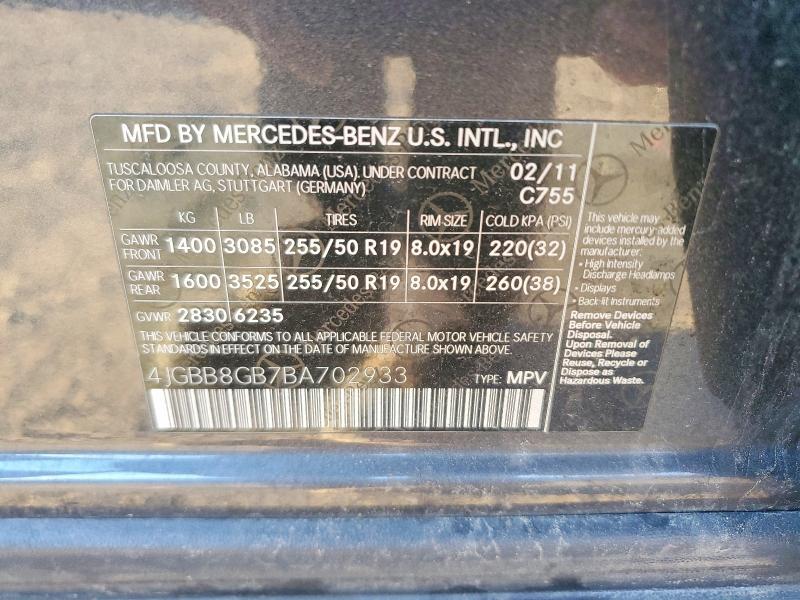 MFD BY MERCEDES-BENZ U.S. INTL., INC
TUSCALOOSA COUNTY, ALABAMA (USA). UNDER CONTRACT
FOR DAIMLER AG, STUTTGART (GERMANY)
02/11
C755
KG LB TIRES RIM SIZE COLD KPA (PSI)
GAWR FRONT 1400 3085 255/50 R19 8.0x19 220(32)
GAWR REAR 1600 3525 255/50 R19 8.0x19 260(38)
GVWR 2830 6235
THIS VEHICLE CONFORMS TO ALL APPLICABLE FEDERAL MOTOR VEHICLE SAFETY
STANDARDS IN EFFECT ON THE DATE OF MANUFACTURE SHOWN ABOVE.
4JGBB8GB7BA702933 TYPE: MPV
This vehicle may
include mercury-added
devices installed by the
manufacturer:
• High Intensity
Discharge Headlamps
• Displays
• Back-lit Instruments
Remove Devices
Before Vehicle
Disposal.
Upon Removal of
Devices Please
Reuse, Recycle or
Dispose as
Hazardous Waste.